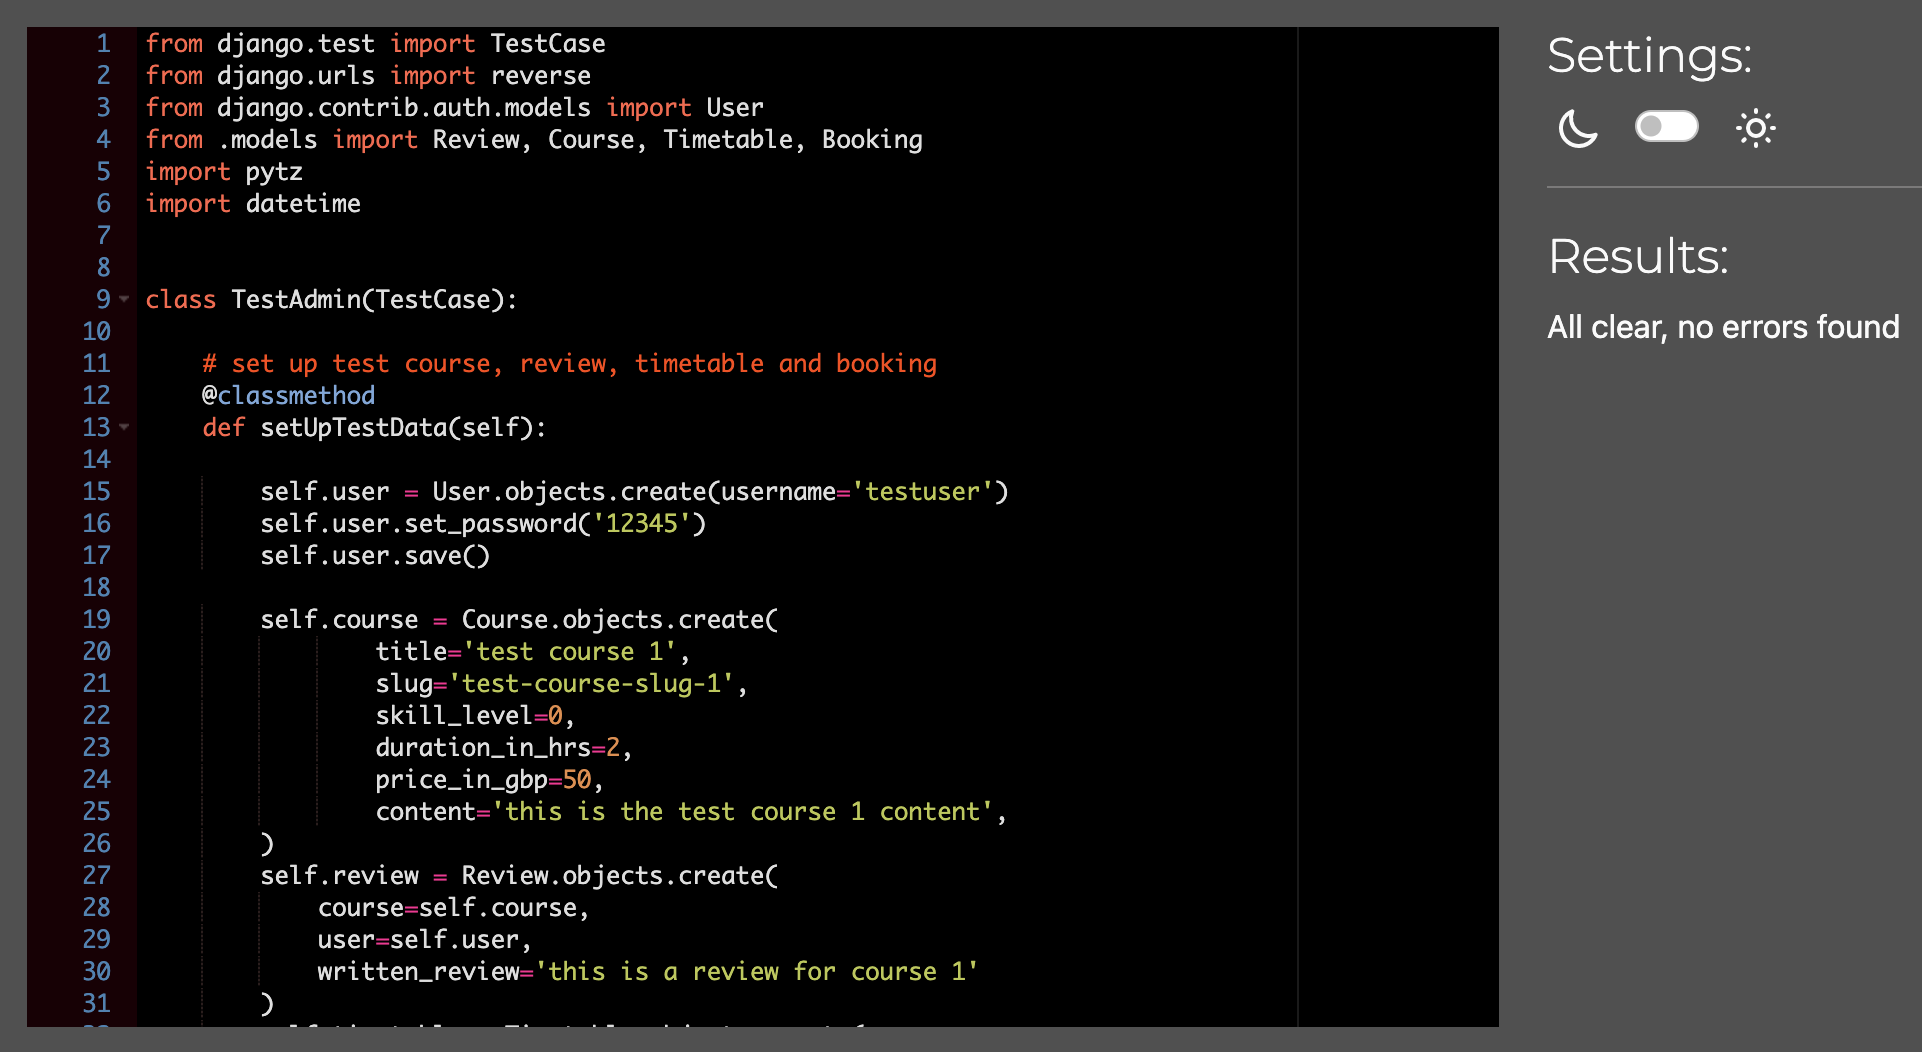 1 from django.test import TestCase
2 from django.urls import reverse
3 from django.contrib.auth.models import User
4 from .models import Review, Course, Timetable, Booking
5 import pytz
6 import datetime
7
8
9 class TestAdmin(TestCase):
10
11     # set up test course, review, timetable and booking
12     @classmethod
13     def setUpTestData(self):
14
15         self.user = User.objects.create(username='testuser')
16         self.user.set_password('12345')
17         self.user.save()
18
19         self.course = Course.objects.create(
20                 title='test course 1',
21                 slug='test-course-slug-1',
22                 skill_level=0,
23                 duration_in_hrs=2,
24                 price_in_gbp=50,
25                 content='this is the test course 1 content',
26         )
27         self.review = Review.objects.create(
28             course=self.course,
29             user=self.user,
30             written_review='this is a review for course 1'
31         )
Settings:
Results:
All clear, no errors found